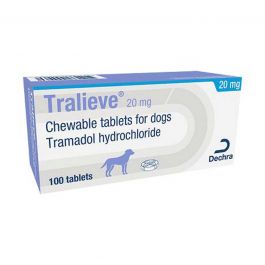 Tralieve® 20 mg
20 mg
Chewable tablets for dogs
Tramadol hydrochloride
Dechra
100 tablets